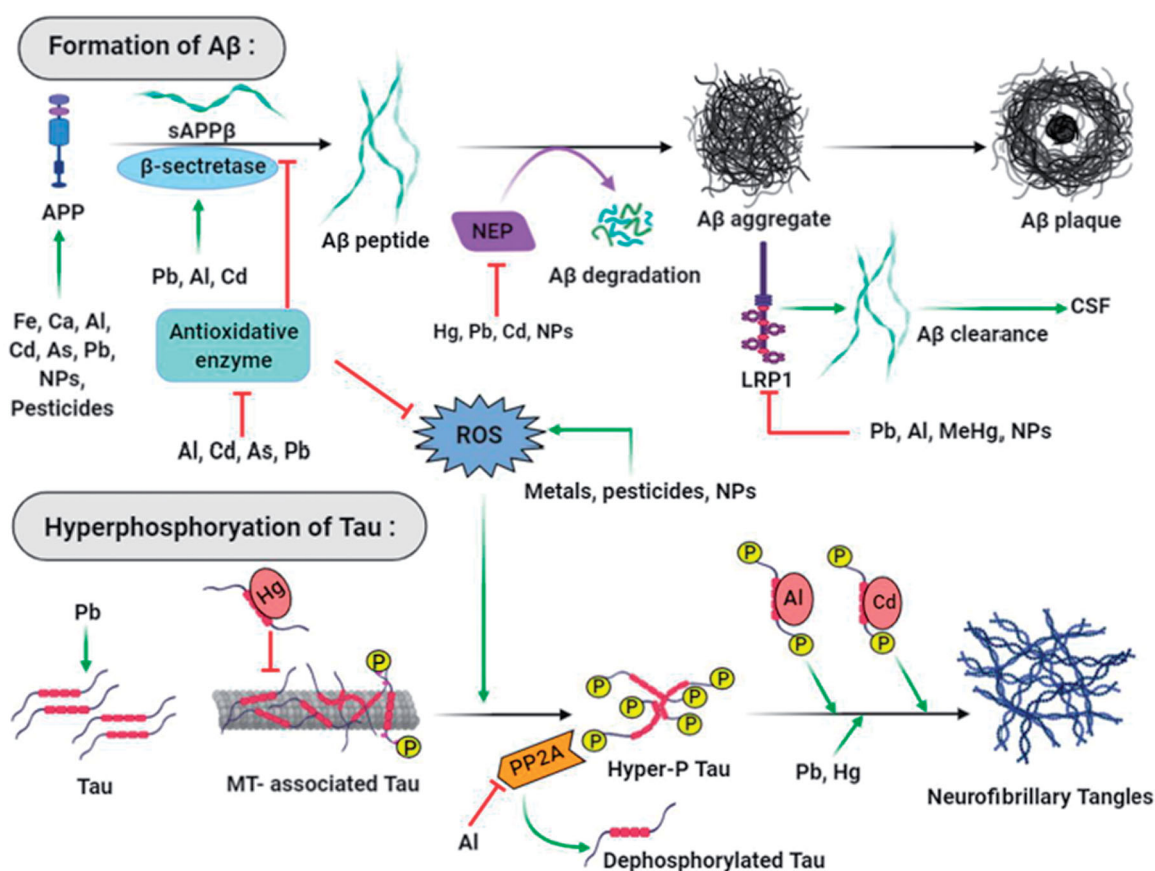 Formation of Aβ :
sAPPβ
β-sectretase
APP
Aβ peptide
NEP
Aβ degradation
Aβ aggregate
Aβ plaque
Pb, Al, Cd
Fe, Ca, Al,
Cd, As, Pb,
NPs,
Pesticides
Antioxidative
enzyme
Hg, Pb, Cd, NPs
LRP1
Aβ clearance
CSF
Al, Cd, As, Pb
ROS
Pb, Al, MeHg, NPs
Metals, pesticides, NPs
Hyperphosphoryation of Tau :
Pb
Hg
P
P
Tau
MT- associated Tau
P
P
P
P
P
P
PP2A
Hyper-P Tau
Al
Dephosphorylated Tau
P
Al
P
P
Cd
P
Pb, Hg
Neurofibrillary Tangles